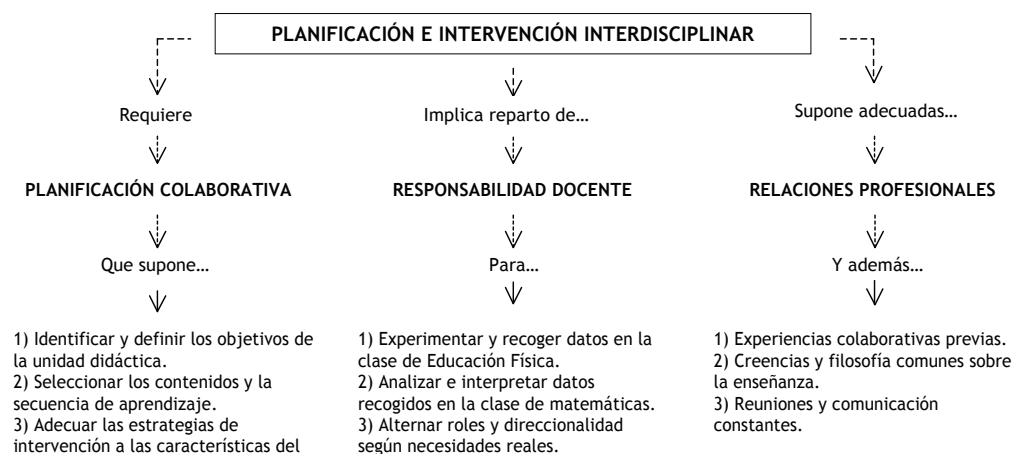 PLANIFICACIÓN E INTERVENCIÓN INTERDISCIPLINAR
Requiere
PLANIFICACIÓN COLABORATIVA
Que supone…
1) Identificar y definir los objetivos de
la unidad didáctica.
2) Seleccionar los contenidos y la
secuencia de aprendizaje.
3) Adecuar las estrategias de
intervención a las características del
Implica reparto de…
RESPONSABILIDAD DOCENTE
Para…
1) Experimentar y recoger datos en la
clase de Educación Física.
2) Analizar e interpretar datos
recogidos en la clase de matemáticas.
3) Alternar roles y direccionalidad
según necesidades reales.
Supone adecuadas…
RELACIONES PROFESIONALES
Y además…
1) Experiencias colaborativas previas.
2) Creencias y filosofía comunes sobre
la enseñanza.
3) Reuniones y comunicación
constantes.